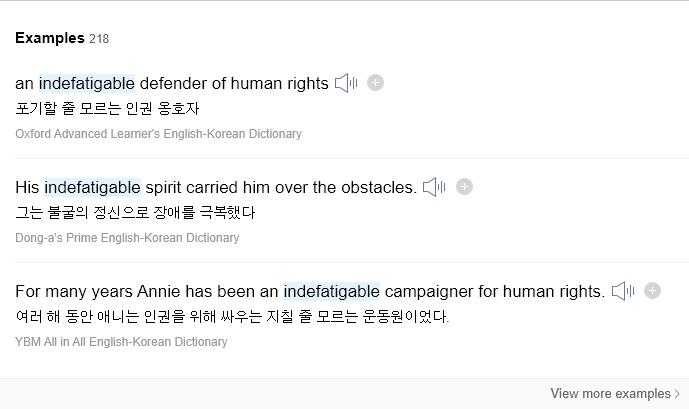 Examples 218
an indefatigable defender of human rights
포기할 줄 모르는 인권 옹호자
Oxford Advanced Learner's English-Korean Dictionary
His indefatigable spirit carried him over the obstacles.
그는 불굴의 정신으로 장애를 극복했다
Dong-a's Prime English-Korean Dictionary
For many years Annie has been an indefatigable campaigner for human rights.
여러 해 동안 애니는 인권을 위해 싸우는 지칠 줄 모르는 운동원이었다.
YBM All in All English-Korean Dictionary
View more examples